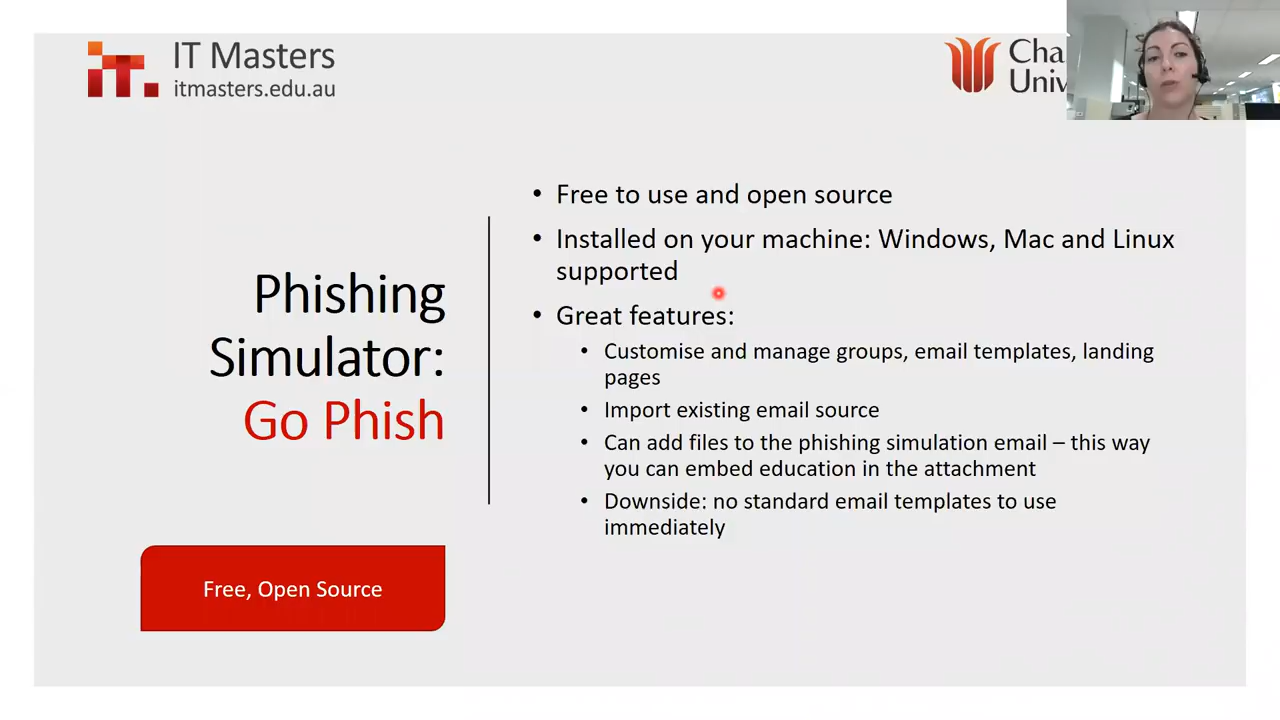 IT Masters
itmasters.edu.au
Phishing
Simulator:
Go Phish
Free, Open Source
• Free to use and open source
• Installed on your machine: Windows, Mac and Linux
supported
• Great features:
• Customise and manage groups, email templates, landing
pages
• Import existing email source
• Can add files to the phishing simulation email – this way
you can embed education in the attachment
• Downside: no standard email templates to use
immediately